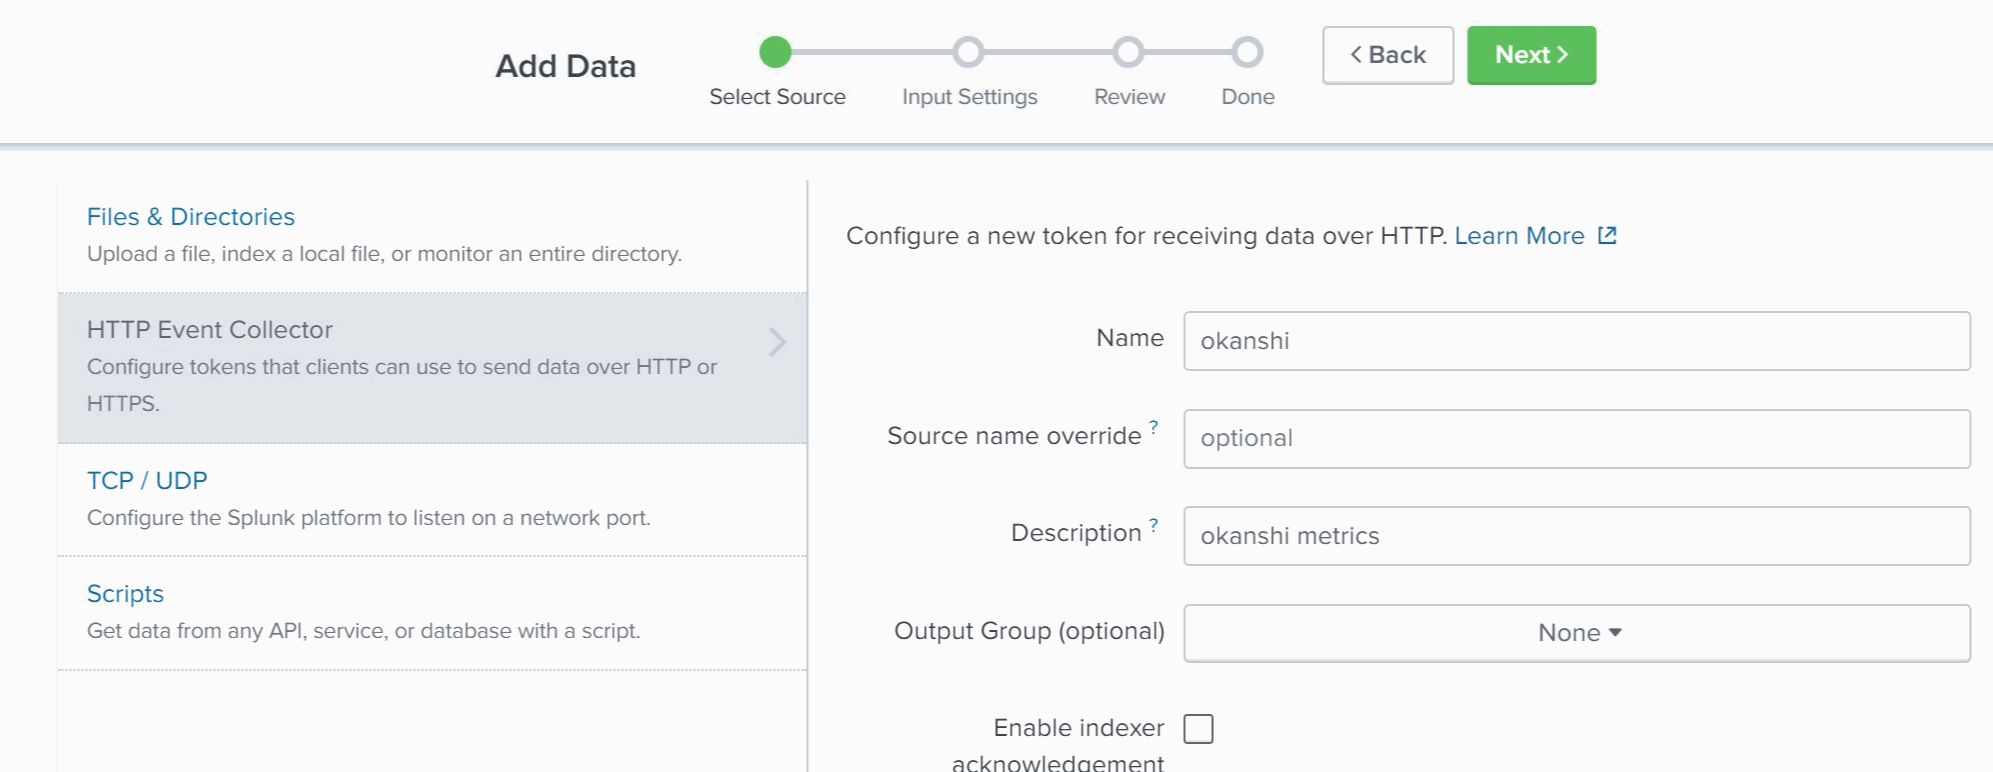 Add Data
Select Source
Input Settings
Review
Done
Back
Next
Files & Directories
Upload a file, index a local file, or monitor an entire directory.
HTTP Event Collector
Configure tokens that clients can use to send data over HTTP or
HTTPS.
TCP / UDP
Configure the Splunk platform to listen on a network port.
Scripts
Get data from any API, service, or database with a script.
Configure a new token for receiving data over HTTP. Learn More
Name
okanshi
Source name override ?
optional
Description ?
okanshi metrics
Output Group (optional)
None
Enable indexer
acknowledgement